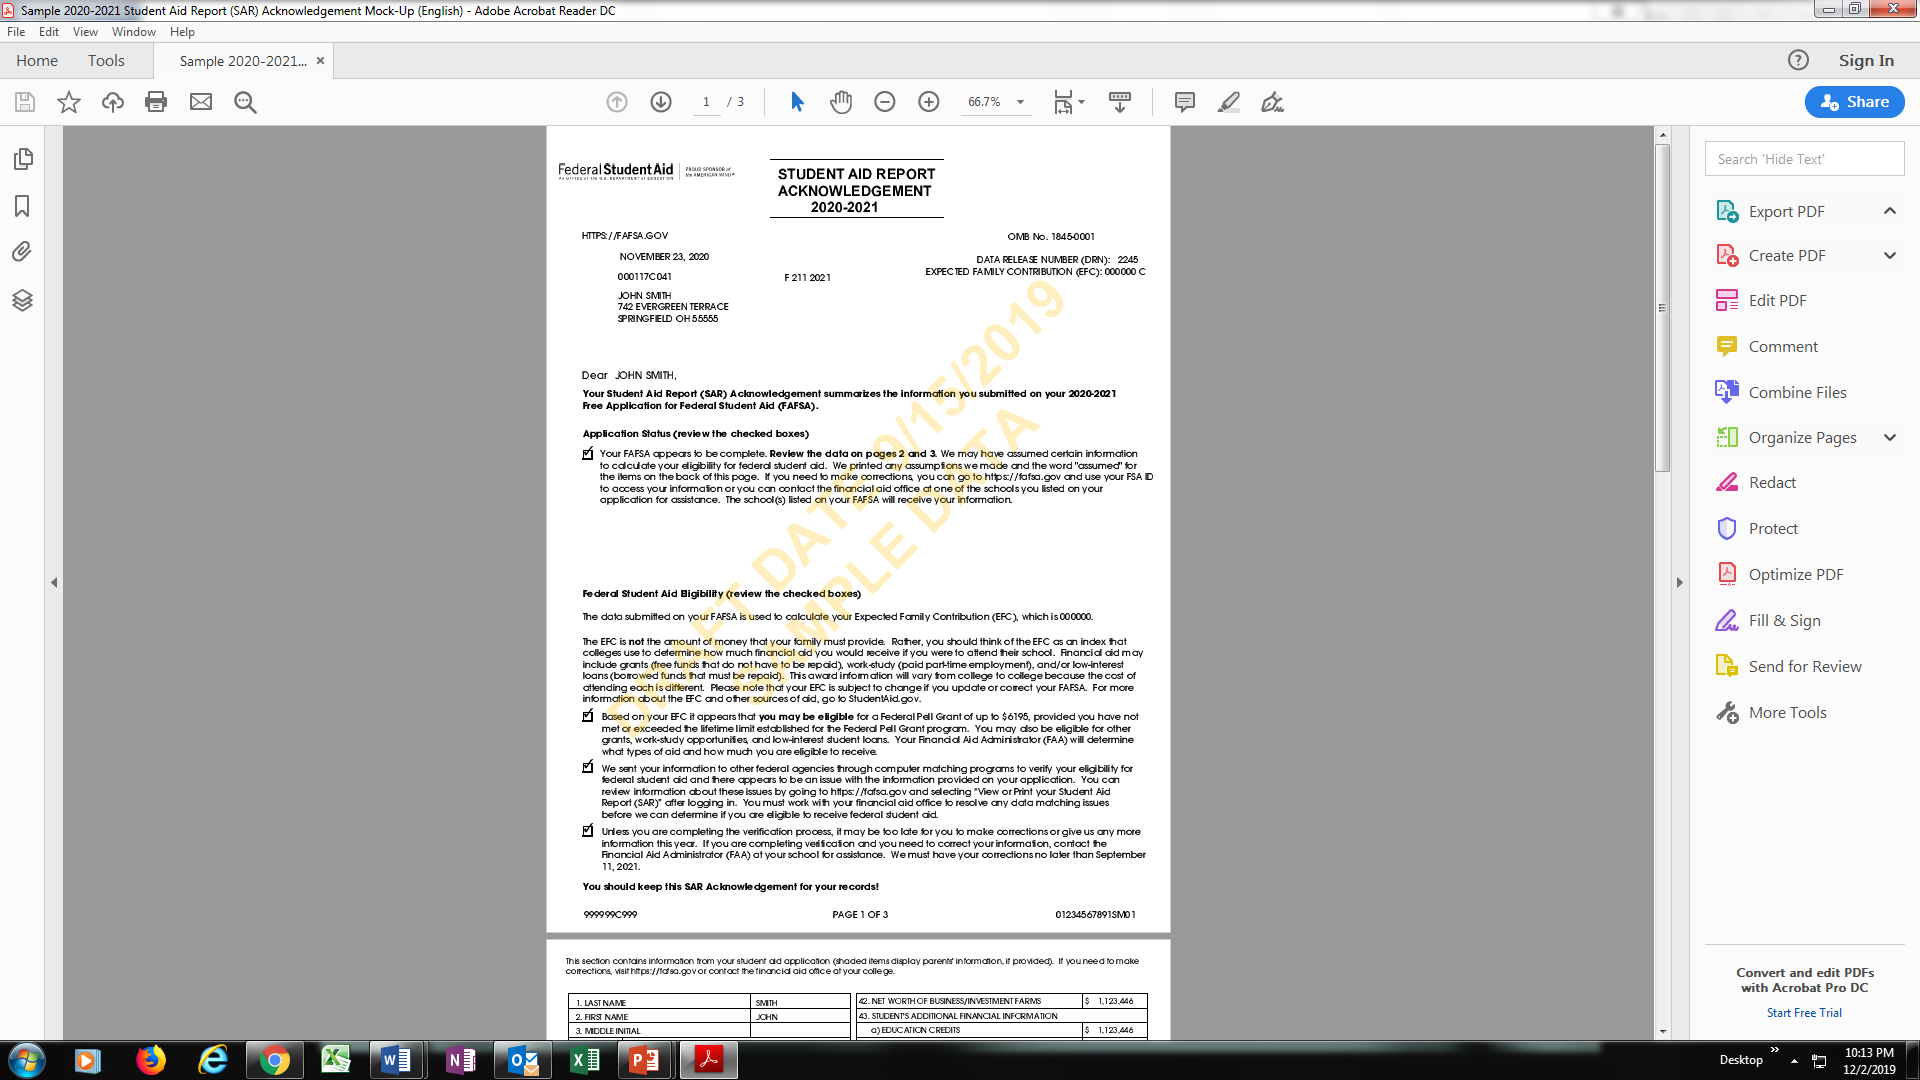 Sample 2020-2021 Student Aid Report (SAR) Acknowledgement Mock-Up (English) - Adobe Acrobat Reader DC
File Edit View Window Help
Home Tools Sample 2020-2021... × Sign In
1 / 3 66.7% Share
Search 'Hide Text'
Export PDF
Create PDF
Edit PDF
Comment
Combine Files
Organize Pages
Redact
Protect
Optimize PDF
Fill & Sign
Send for Review
More Tools
Convert and edit PDFs
with Acrobat Pro DC
Start Free Trial
Federal Student Aid PROUD SPONSOR of
An OFFICE of the U.S. DEPARTMENT of EDUCATION the AMERICAN MIND®
STUDENT AID REPORT
ACKNOWLEDGEMENT
2020-2021
HTTPS://FAFSA.GOV OMB No. 1845-0001
NOVEMBER 23, 2020 DATA RELEASE NUMBER (DRN): 2245
000117C041 F 211 2021 EXPECTED FAMILY CONTRIBUTION (EFC): 000000 C
JOHN SMITH
742 EVERGREEN TERRACE
SPRINGFIELD OH 55555
DRAFT DATE 9/15/2019
SAMPLE DATA
Dear JOHN SMITH,
Your Student Aid Report (SAR) Acknowledgement summarizes the information you submitted on your 2020-2021
Free Application for Federal Student Aid (FAFSA).
Application Status (review the checked boxes)
Your FAFSA appears to be complete. Review the data on pages 2 and 3. We may have assumed certain information
to calculate your eligibility for federal student aid. We printed any assumptions we made and the word "assumed" for
the items on the back of this page. If you need to make corrections, you can go to https://fafsa.gov and use your FSA ID
to access your information or you can contact the financial aid office at one of the schools you listed on your
application for assistance. The school(s) listed on your FAFSA will receive your information.
Federal Student Aid Eligibility (review the checked boxes)
The data submitted on your FAFSA is used to calculate your Expected Family Contribution (EFC), which is 000000.
The EFC is not the amount of money that your family must provide. Rather, you should think of the EFC as an index that
colleges use to determine how much financial aid you would receive if you were to attend their school. Financial aid may
include grants (free funds that do not have to be repaid), work-study (paid part-time employment), and/or low-interest
loans (borrowed funds that must be repaid). This award information will vary from college to college because the cost of
attending each is different. Please note that your EFC is subject to change if you update or correct your FAFSA. For more
information about the EFC and other sources of aid, go to StudentAid.gov.
Based on your EFC it appears that you may be eligible for a Federal Pell Grant of up to $6195, provided you have not
met or exceeded the lifetime limit established for the Federal Pell Grant program. You may also be eligible for other
grants, work-study opportunities, and low-interest student loans. Your Financial Aid Administrator (FAA) will determine
what types of aid and how much you are eligible to receive.
We sent your information to other federal agencies through computer matching programs to verify your eligibility for
federal student aid and there appears to be an issue with the information provided on your application. You can
review information about these issues by going to https://fafsa.gov and selecting "View or Print your Student Aid
Report (SAR)" after logging in. You must work with your financial aid office to resolve any data matching issues
before we can determine if you are eligible to receive federal student aid.
Unless you are completing the verification process, it may be too late for you to make corrections or give us any more
information this year. If you are completing verification and you need to correct your information, contact the
Financial Aid Administrator (FAA) at your school for assistance. We must have your corrections no later than September
11, 2021.
You should keep this SAR Acknowledgement for your records!
999999C999 PAGE 1 OF 3 01234567891SM01
This section contains information from your student aid application (shaded items display parents' information, if provided). If you need to make
corrections, visit https://fafsa.gov or contact the financial aid office at your college.
1. LAST NAME SMITH 42. NET WORTH OF BUSINESS/INVESTMENT FARMS $ 1,123,446
2. FIRST NAME JOHN 43. STUDENT'S ADDITIONAL FINANCIAL INFORMATION
3. MIDDLE INITIAL a) EDUCATION CREDITS $ 1,123,446
Desktop 10:13 PM
12/2/2019